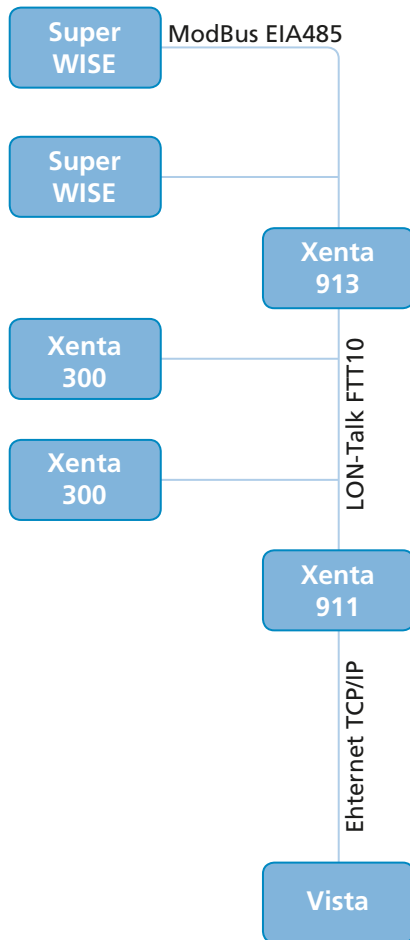 Super
WISE
ModBus EIA485
Super
WISE
Xenta
913
Xenta
300
LON-Talk FTT10
Xenta
300
Xenta
911
Ehternet TCP/IP
Vista